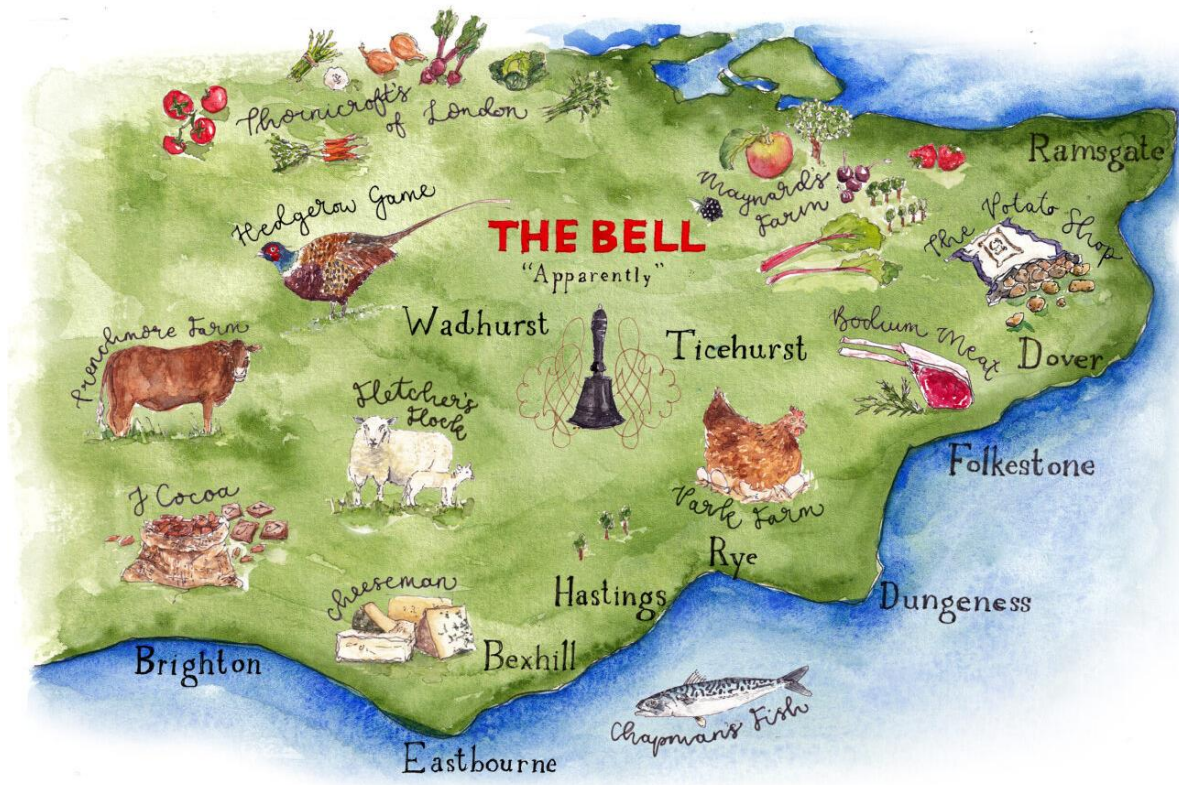 Thornicroft's
of London
Ramsgate
Maynard's
Farm
Hedgerow Game
The Potato Shop
THE BELL
"Apparently"
Wadhurst
Ticehurst
Bodium Meat
Dover
Trenchmore Farm
Fletcher's
Flock
Folkestone
J Cocoa
Park Farm
Rye
Cheeseman
Hastings
Dungeness
Brighton
Bexhill
Chapman's Fish
Eastbourne